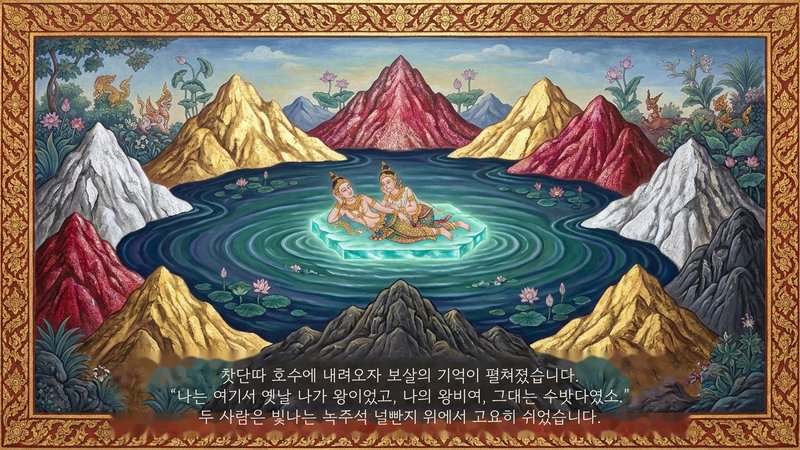 찻단따 호수에 내려오자 보살의 기억이 펼쳐졌습니다.
“나는 여기서 옛날 나가 왕이었고, 나의 왕비여, 그대는 수밧다였소.”
두 사람은 빛나는 녹주석 널빤지 위에서 고요히 쉬었습니다.